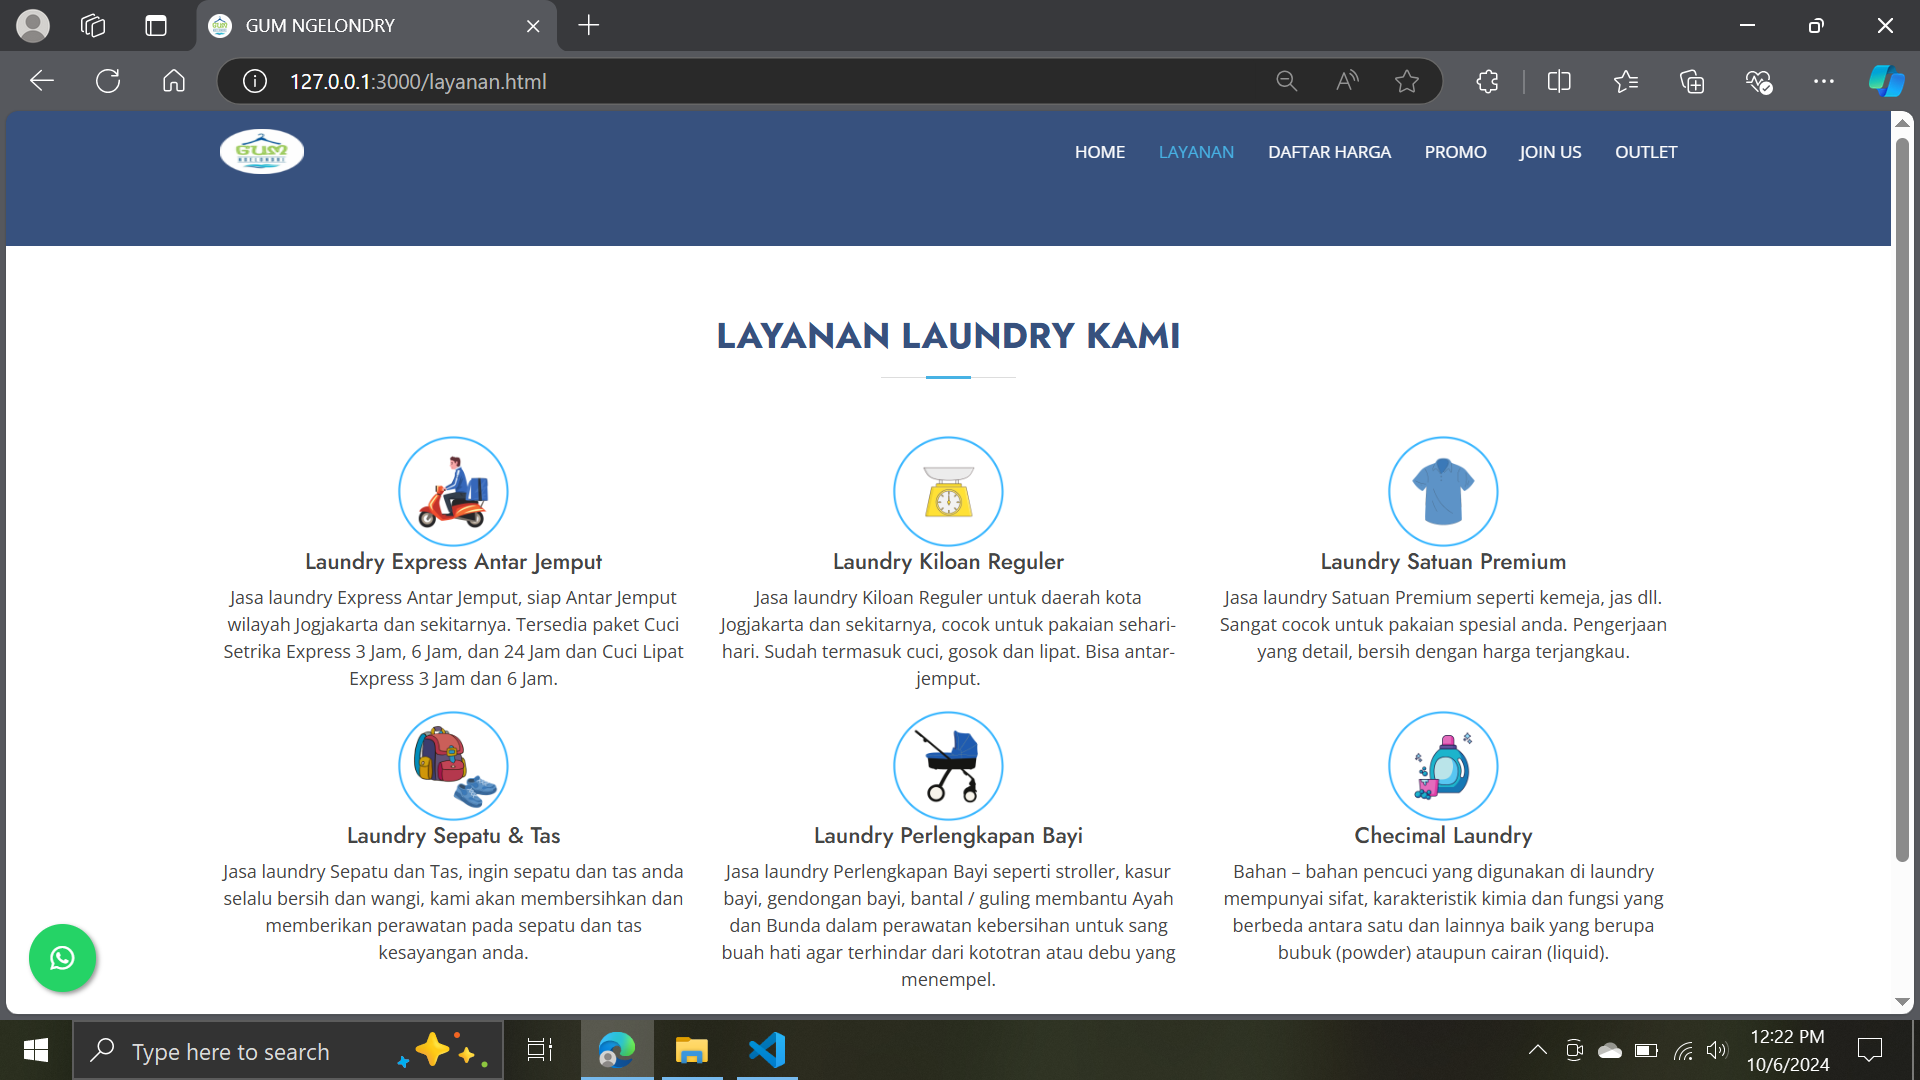 GUM NGELONDRY
127.0.0.1:3000/layanan.html
GUM
HOME LAYANAN DAFTAR HARGA PROMO JOIN US OUTLET
LAYANAN LAUNDRY KAMI
Laundry Express Antar Jemput
Jasa laundry Express Antar Jemput, siap Antar Jemput
wilayah Jogjakarta dan sekitarnya. Tersedia paket Cuci
Setrika Express 3 Jam, 6 Jam, dan 24 Jam dan Cuci Lipat
Express 3 Jam dan 6 Jam.
Laundry Kiloan Reguler
Jasa laundry Kiloan Reguler untuk daerah kota
Jogjakarta dan sekitarnya, cocok untuk pakaian sehari-
hari. Sudah termasuk cuci, gosok dan lipat. Bisa antar-
jemput.
Laundry Satuan Premium
Jasa laundry Satuan Premium seperti kemeja, jas dll.
Sangat cocok untuk pakaian spesial anda. Pengerjaan
yang detail, bersih dengan harga terjangkau.
Laundry Sepatu & Tas
Jasa laundry Sepatu dan Tas, ingin sepatu dan tas anda
selalu bersih dan wangi, kami akan membersihkan dan
memberikan perawatan pada sepatu dan tas
kesayangan anda.
Laundry Perlengkapan Bayi
Jasa laundry Perlengkapan Bayi seperti stroller, kasur
bayi, gendongan bayi, bantal / guling membantu Ayah
dan Bunda dalam perawatan kebersihan untuk sang
buah hati agar terhindar dari kototran atau debu yang
menempel.
Checimal Laundry
Bahan – bahan pencuci yang digunakan di laundry
mempunyai sifat, karakteristik kimia dan fungsi yang
berbeda antara satu dan lainnya baik yang berupa
bubuk (powder) ataupun cairan (liquid).
Type here to search
12:22 PM
10/6/2024